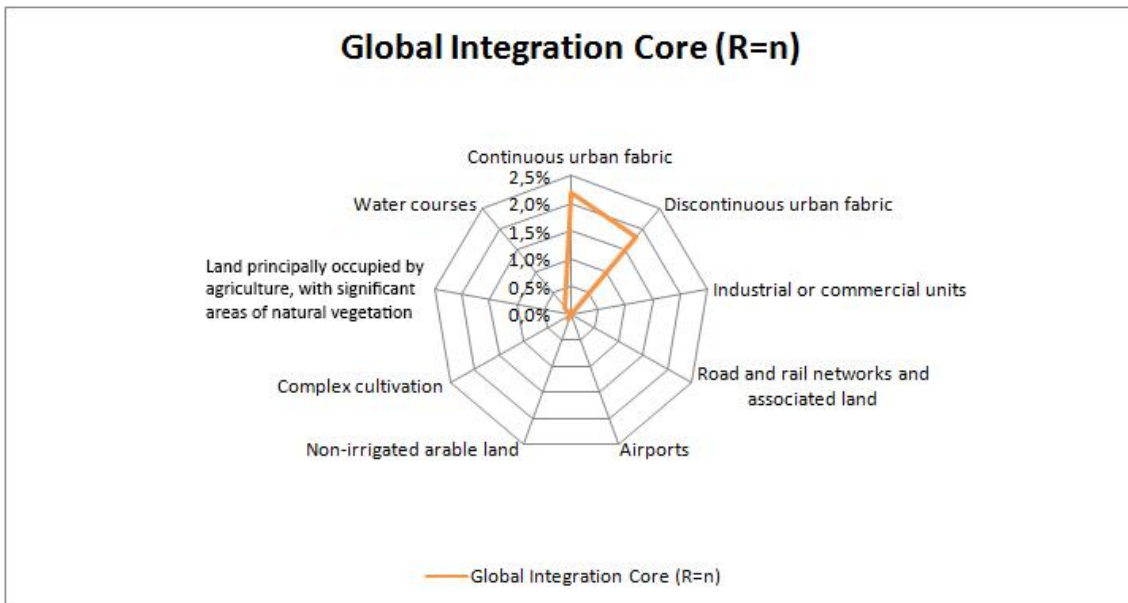 Global Integration Core (R=n)
Continuous urban fabric
2,5%
2,0%
1,5%
1,0%
0,5%
0,0%
Discontinuous urban fabric
Industrial or commercial units
Road and rail networks and
associated land
Airports
Non-irrigated arable land
Complex cultivation
Land principally occupied by
agriculture, with significant
areas of natural vegetation
Water courses
Global Integration Core (R=n)